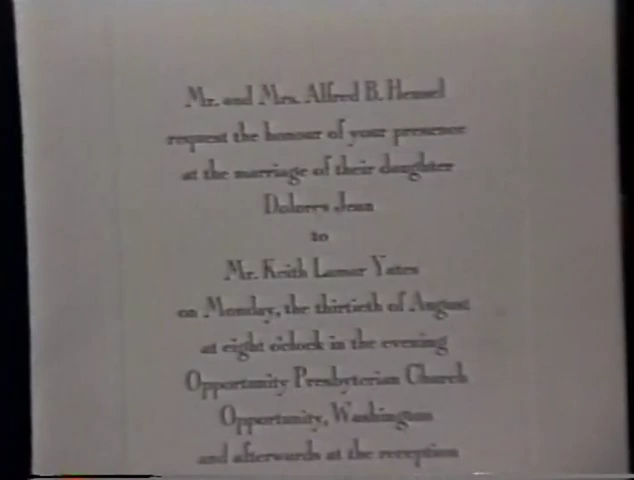 Mr. and Mrs. Alfred B. Hensel
request the honour of your presence
at the marriage of their daughter
Dolores Jean
to
Mr. Keith Lamar Yates
on Monday, the thirtieth of August
at eight o'clock in the evening
Opportunity Presbyterian Church
Opportunity, Washington
and afterwards at the reception